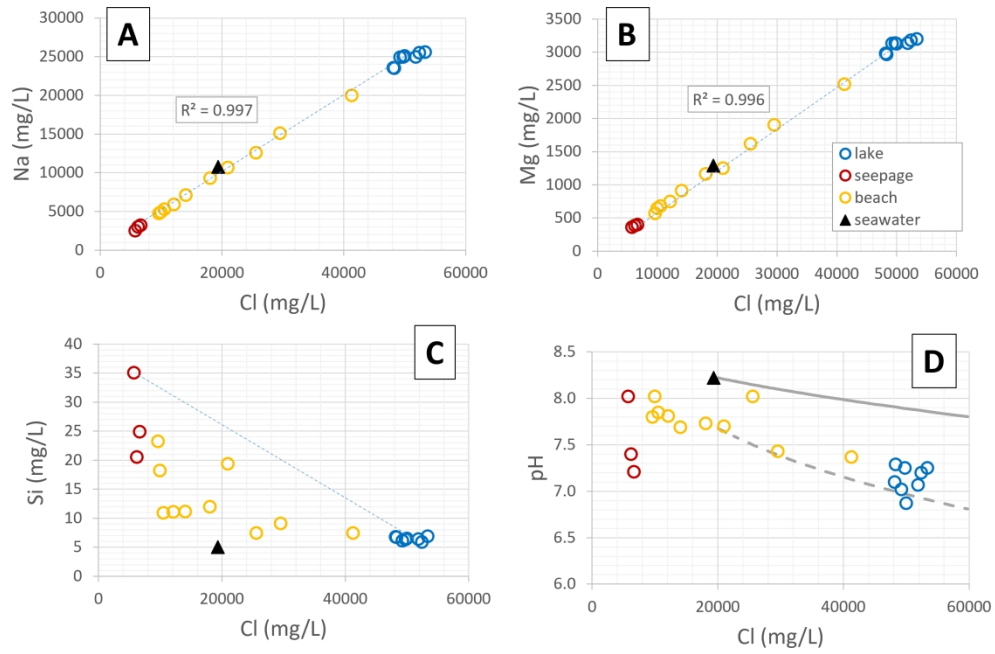 A
Na (mg/L)
30000
25000
20000
15000
10000
5000
0
R² = 0.997
0 20000 40000 60000
Cl (mg/L)
B
Mg (mg/L)
3500
3000
2500
2000
1500
1000
500
0
R² = 0.996
lake
seepage
beach
seawater
0 10000 20000 30000 40000 50000 60000
Cl (mg/L)
C
Si (mg/L)
40
35
30
25
20
15
10
5
0
0 20000 40000 60000
Cl (mg/L)
D
pH
8.5
8.0
7.5
7.0
6.5
6.0
0 20000 40000 60000
Cl (mg/L)